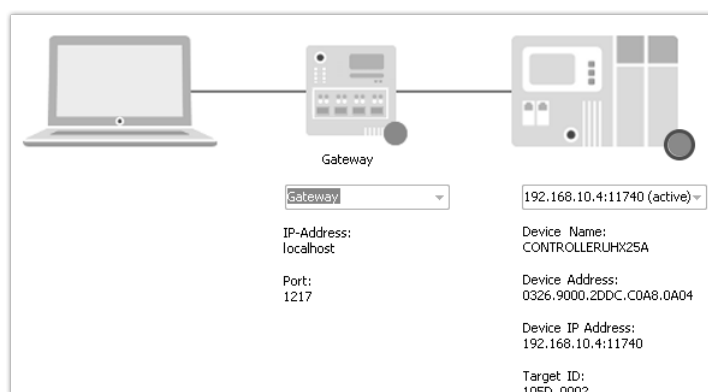 Gateway
Gateway
192.168.10.4:11740 (active)
IP-Address:
localhost
Port:
1217
Device Name:
CONTROLLERUHX25A
Device Address:
0326.9000.2DDC.C0A8.0A04
Device IP Address:
192.168.10.4:11740
Target ID: